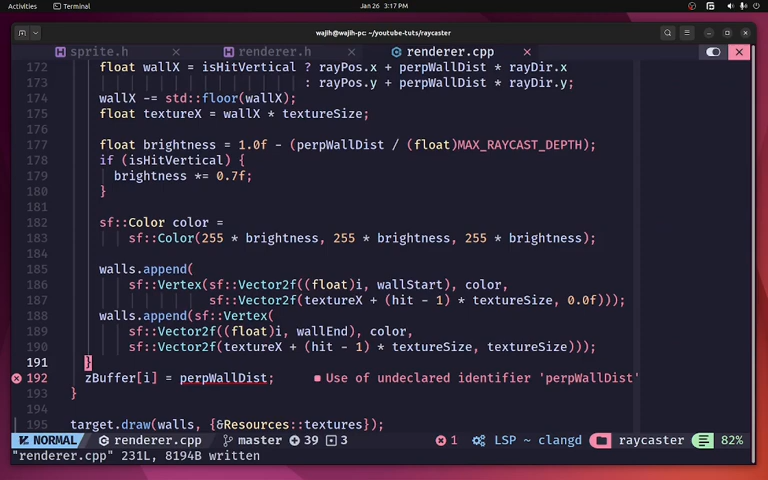 Activities Terminal Jan 26 3:17 PM
wajih@wajih-pc: ~/youtube-tuts/raycaster
sprite.h renderer.h renderer.cpp
172 float wallX = isHitVertical ? rayPos.x + perpWallDist * rayDir.x
173 : rayPos.y + perpWallDist * rayDir.y;
174 wallX -= std::floor(wallX);
175 float textureX = wallX * textureSize;
176
177 float brightness = 1.0f - (perpWallDist / (float)MAX_RAYCAST_DEPTH);
178 if (isHitVertical) {
179 brightness *= 0.7f;
180 }
181
182 sf::Color color =
183 sf::Color(255 * brightness, 255 * brightness, 255 * brightness);
184
185 walls.append(
186 sf::Vertex(sf::Vector2f((float)i, wallStart), color,
187 sf::Vector2f(textureX + (hit - 1) * textureSize, 0.0f)));
188 walls.append(sf::Vertex(
189 sf::Vector2f((float)i, wallEnd), color,
190 sf::Vector2f(textureX + (hit - 1) * textureSize, textureSize)));
191 }
192 zBuffer[i] = perpWallDist; Use of undeclared identifier 'perpWallDist'
193 }
194
195 target.draw(walls, {&Resources::textures});
NORMAL renderer.cpp master 39 3 1 LSP ~ clangd raycaster 82%
"renderer.cpp" 231L, 8194B written